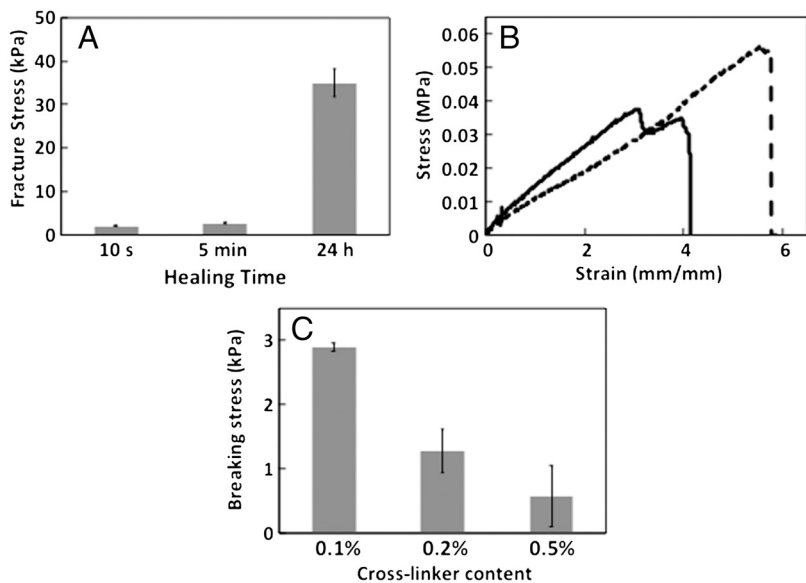 A
Fracture Stress (kPa)
50
40
30
20
10
0
10 s 5 min 24 h
Healing Time
B
Stress (MPa)
0.06
0.05
0.04
0.03
0.02
0.01
0
0 2 4 6
Strain (mm/mm)
C
Breaking stress (kPa)
3
2
1
0
0.1% 0.2% 0.5%
Cross-linker content